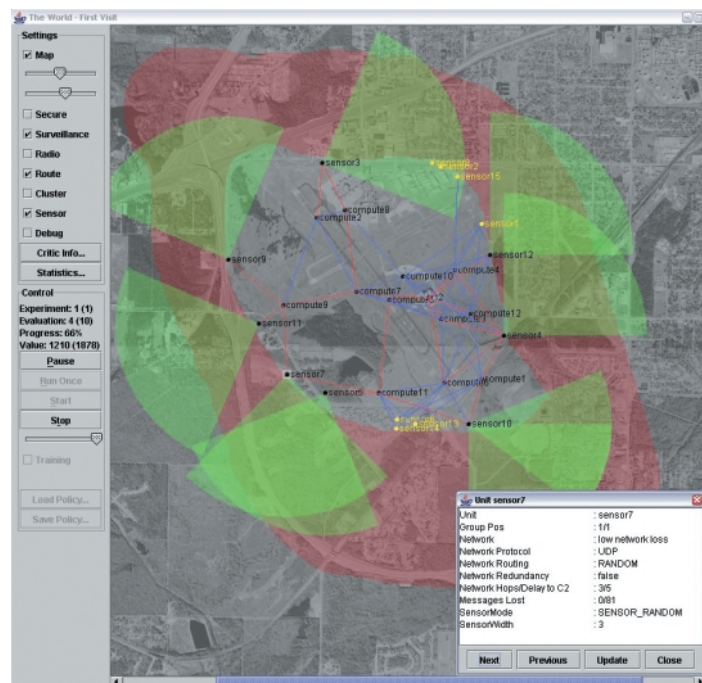 The World - First Visit
Settings
Map
Secure
Surveillance
Radio
Route
Cluster
Sensor
Debug
Critic Info...
Statistics...
Control
Experiment: 1 (1)
Evaluation: 4 (10)
Progress: 66%
Value: 1210 (1878)
Pause
Run Once
Start
Stop
Training
Load Policy...
Save Policy...
sensor3
sensor2
sensor15
compute8
compute2
sensor12
sensor9
compute10
compute4
compute7
compute9
compute12
sensor11
sensor4
sensor7
compute1
sensor5
compute11
sensor10
Unit sensor7
Unit : sensor7
Group Pos : 1/1
Network : low network loss
Network Protocol : UDP
Network Routing : RANDOM
Network Redundancy : false
Network Hops/Delay to C2 : 3/5
Messages Lost : 0/81
SensorMode : SENSOR_RANDOM
SensorWidth : 3
Next Previous Update Close